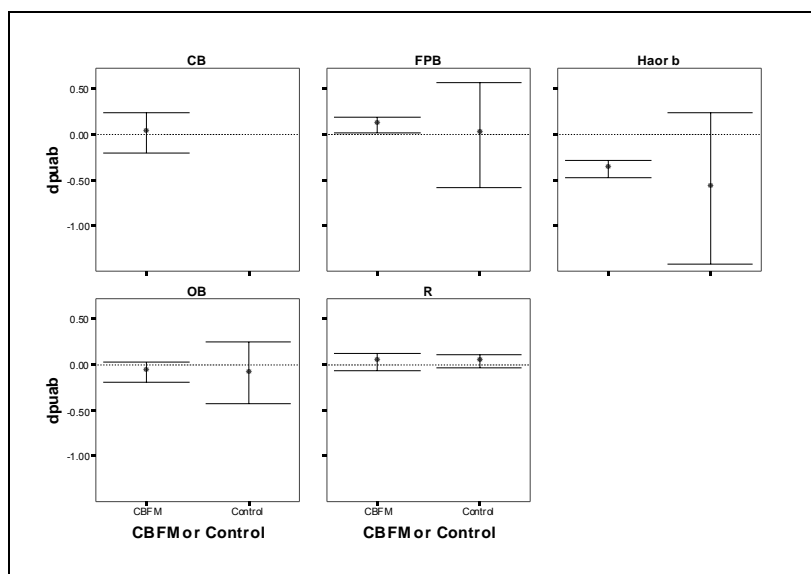 CB
FPB
Haor b
0.50
0.00
-0.50
-1.00
dpuab
OB
R
0.50
0.00
-0.50
-1.00
dpuab
CBFM
Control
CBFM
Control
CBFM or Control
CBFM or Control